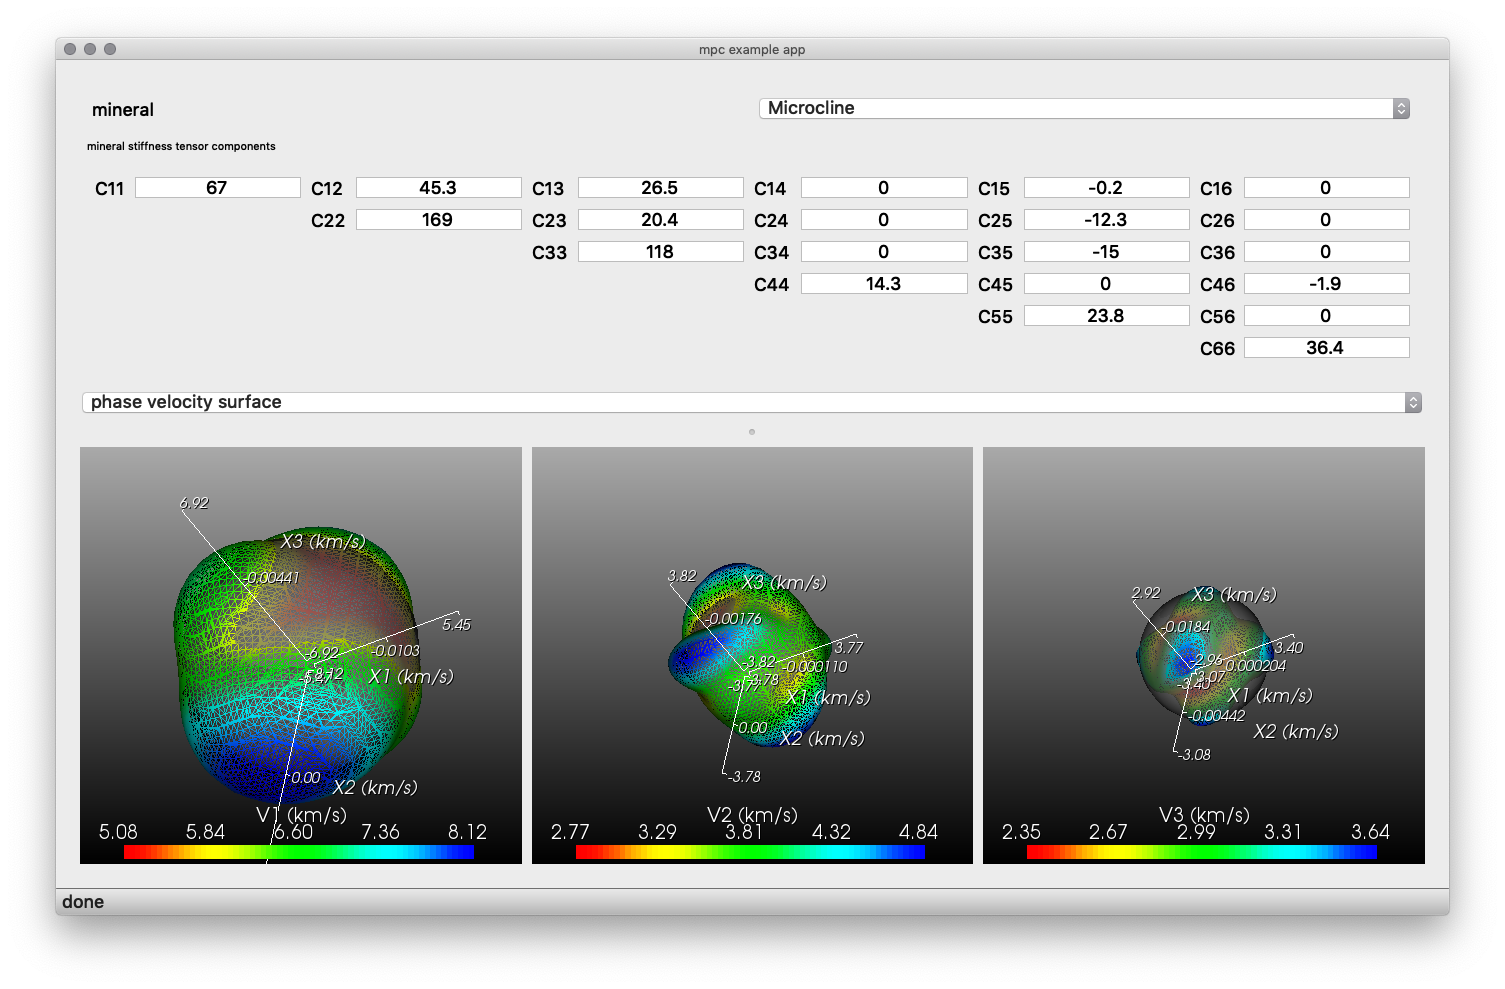 mpc example app
mineral Microcline
mineral stiffness tensor components
C11 67 C12 45.3 C13 26.5 C14 0 C15 -0.2 C16 0
C22 169 C23 20.4 C24 0 C25 -12.3 C26 0
C33 118 C34 0 C35 -15 C36 0
C44 14.3 C45 0 C46 -1.9
C55 23.8 C56 0
C66 36.4
phase velocity surface
6.92
X3 (km/s)
-0.00441
5.45
-0.0103
-6.92
X1 (km/s)
0.00
X2 (km/s)
V1 (km/s)
5.08 5.84 6.60 7.36 8.12
3.82
X3 (km/s)
-0.00176
3.77
-3.82
-0.000110
X1 (km/s)
0.00
X2 (km/s)
-3.78
V2 (km/s)
2.77 3.29 3.81 4.32 4.84
2.92
X3 (km/s)
-0.0184
3.40
-2.96
0.000204
-3.40
X1 (km/s)
-0.00442
X2 (km/s)
-3.08
V3 (km/s)
2.35 2.67 2.99 3.31 3.64
done